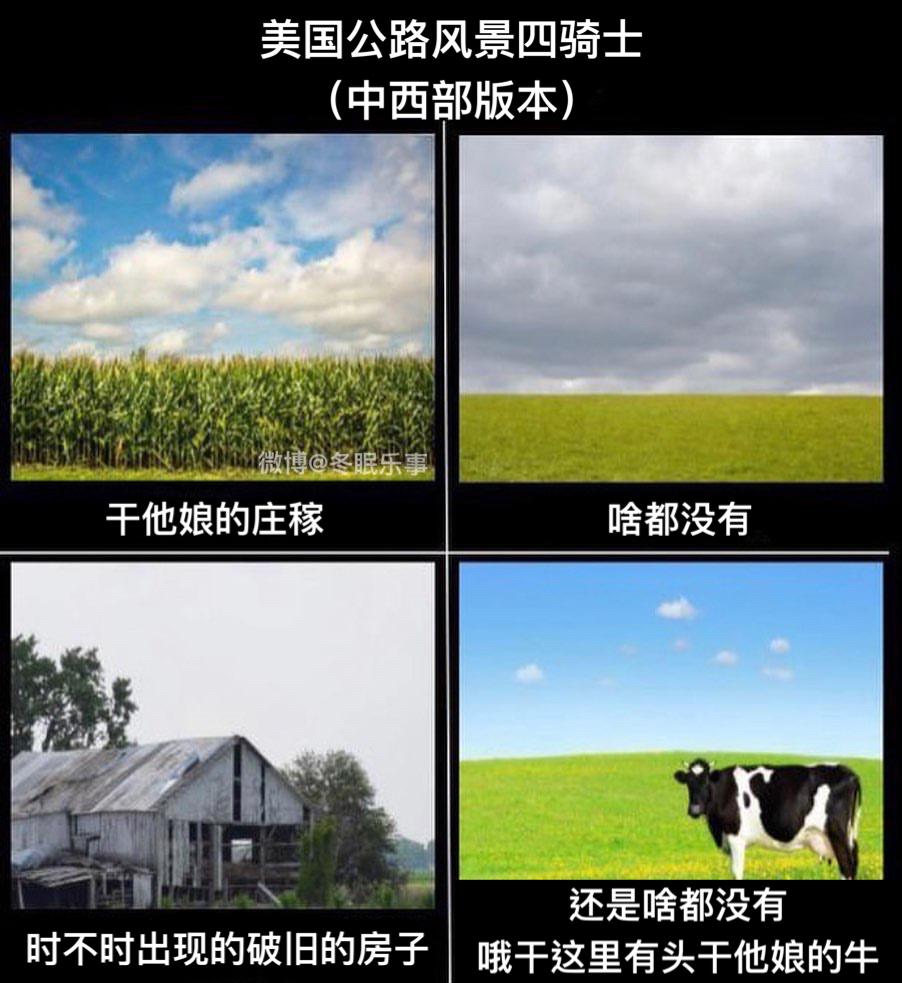 美国公路风景四骑士
（中西部版本）
微博@冬眠乐事
干他娘的庄稼
啥都没有
时不时出现的破旧的房子
还是啥都没有
哦干这里有头干他娘的牛